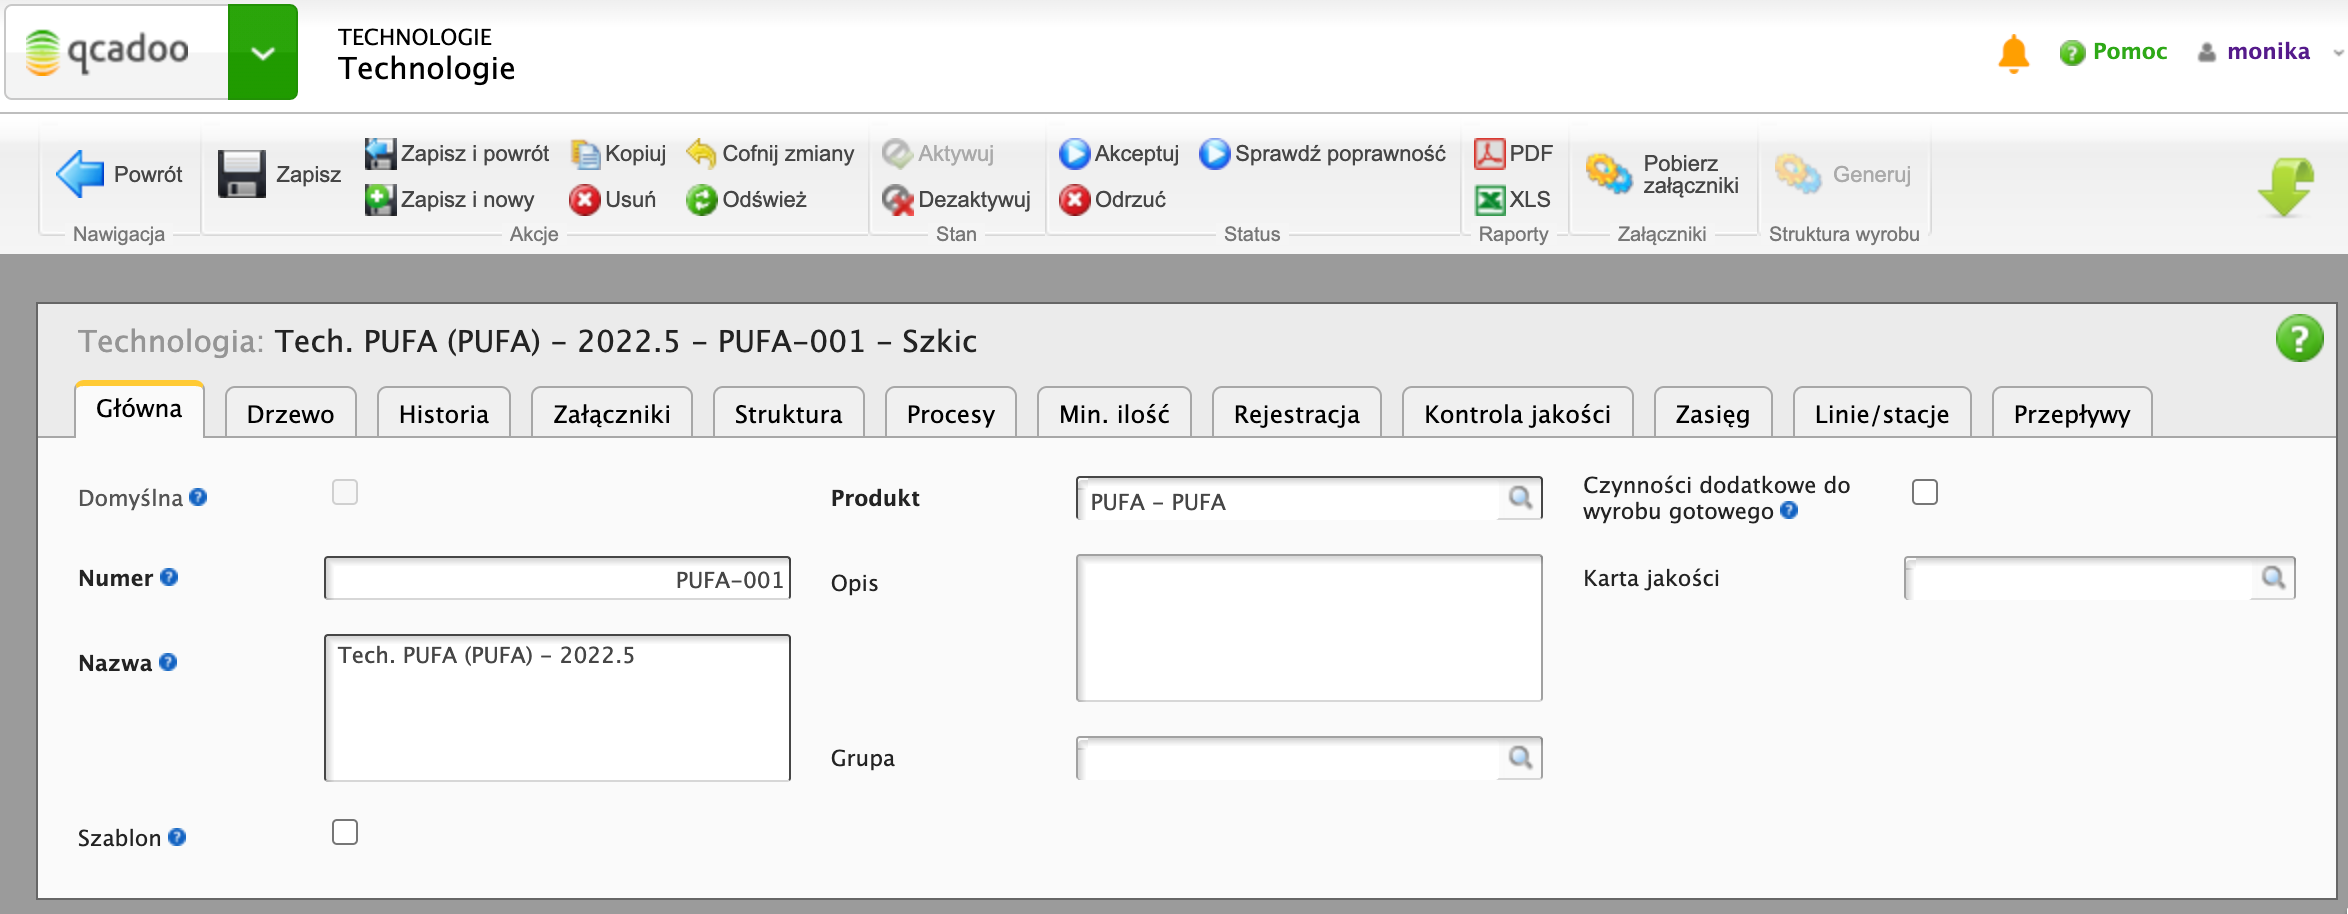 qcadoo
TECHNOLOGIE
Technologie
Pomoc
monika
Powrót
Zapisz
Zapisz i powrót
Kopiuj
Cofnij zmiany
Zapisz i nowy
Usuń
Odśwież
Aktywuj
Dezaktywuj
Akceptuj
Sprawdź poprawność
Odrzuć
PDF
XLS
Pobierz
załączniki
Generuj
Nawigacja
Akcje
Stan
Status
Raporty
Załączniki
Struktura wyrobu
Technologia: Tech. PUFA (PUFA) - 2022.5 - PUFA-001 - Szkic
?
Główna
Drzewo
Historia
Załączniki
Struktura
Procesy
Min. ilość
Rejestracja
Kontrola jakości
Zasięg
Linie/stacje
Przepływy
Domyślna ?
Produkt
PUFA - PUFA
Czynności dodatkowe do
wyrobu gotowego ?
Numer ?
PUFA-001
Opis
Karta jakości
Nazwa ?
Tech. PUFA (PUFA) - 2022.5
Grupa
Szablon ?